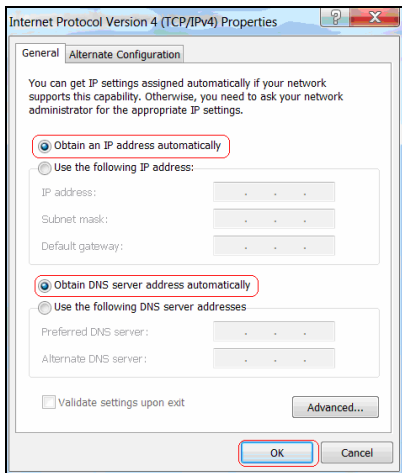 Internet Protocol Version 4 (TCP/IPv4) Properties
General
Alternate Configuration
You can get IP settings assigned automatically if your network
supports this capability. Otherwise, you need to ask your network
administrator for the appropriate IP settings.
Obtain an IP address automatically
Use the following IP address:
IP address:
Subnet mask:
Default gateway:
Obtain DNS server address automatically
Use the following DNS server addresses
Preferred DNS server:
Alternate DNS server:
Validate settings upon exit
Advanced...
OK
Cancel